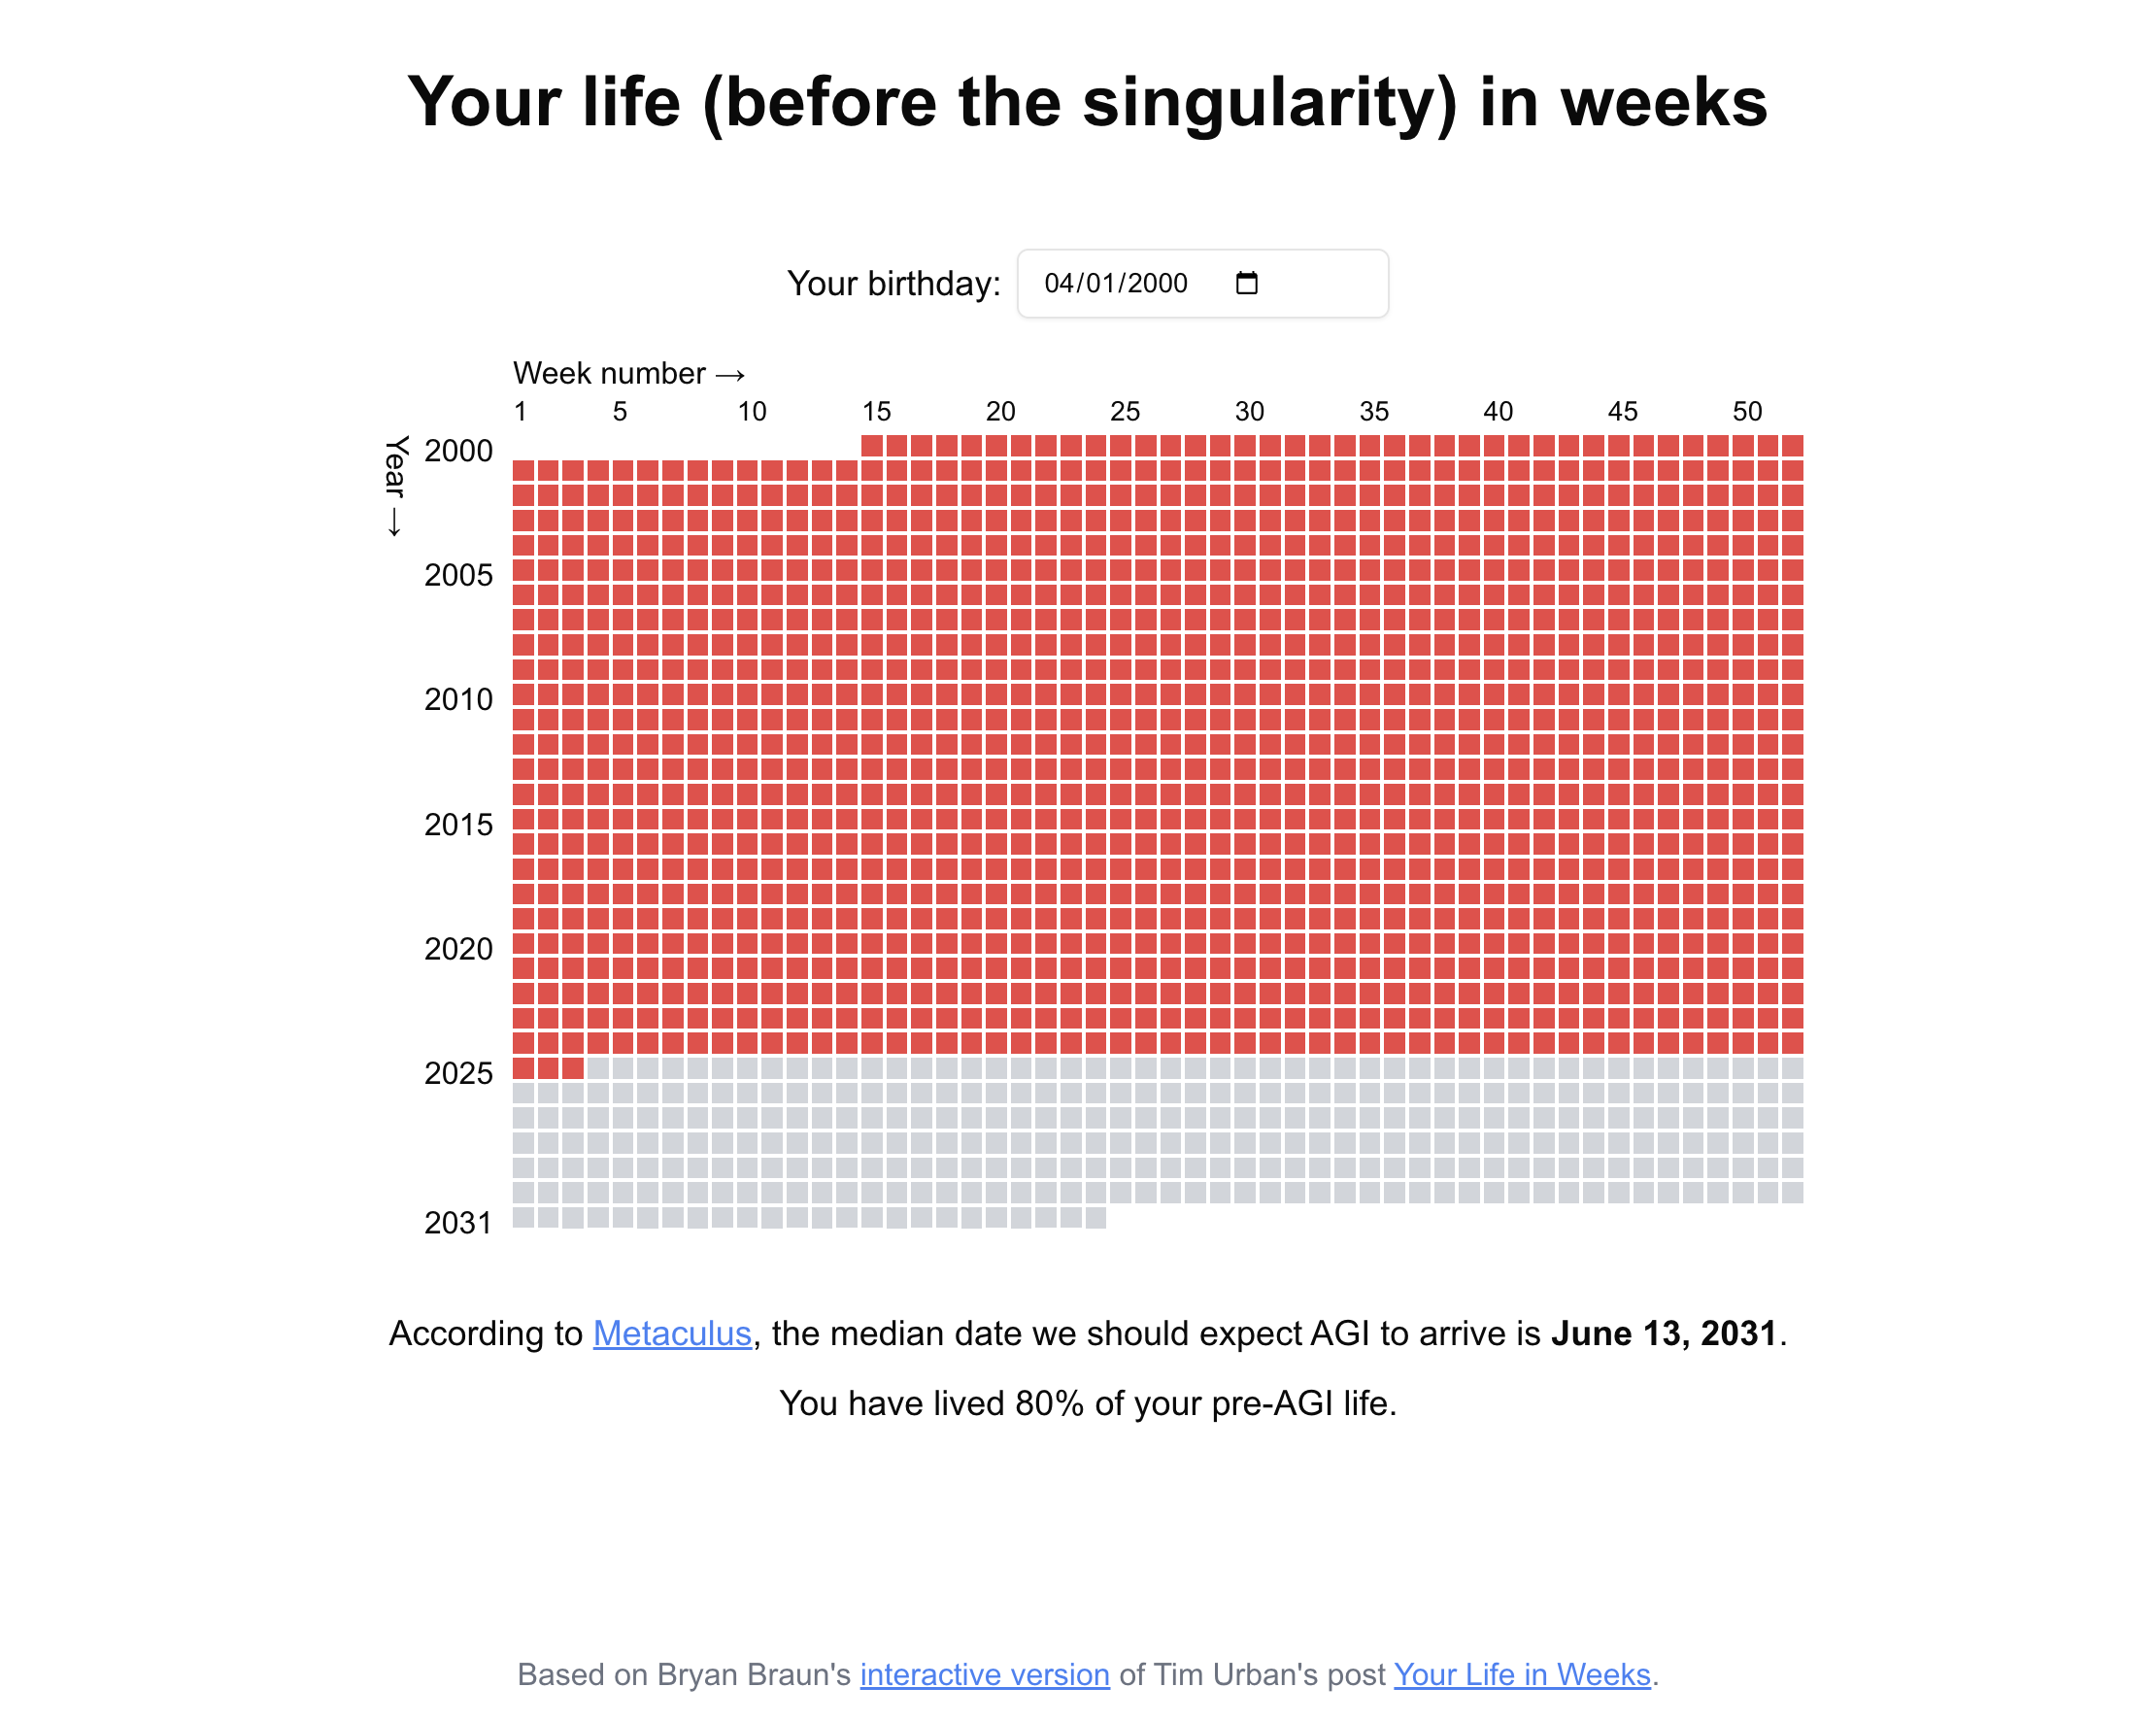 Your life (before the singularity) in weeks
Your birthday: 04/01/2000
Week number →
1 5 10 15 20 25 30 35 40 45 50
Year →
2000
2005
2010
2015
2020
2025
2031
According to Metaculus, the median date we should expect AGI to arrive is June 13, 2031.
You have lived 80% of your pre-AGI life.
Based on Bryan Braun's interactive version of Tim Urban's post Your Life in Weeks.